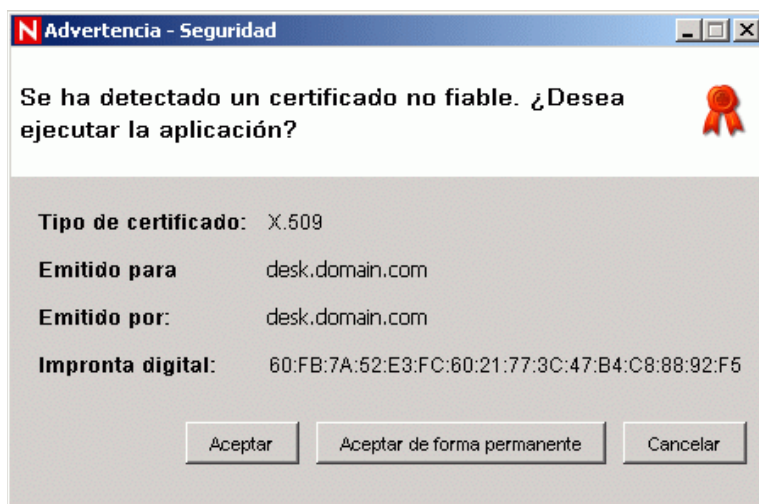 N Advertencia - Seguridad
Se ha detectado un certificado no fiable. ¿Desea
ejecutar la aplicación?
Tipo de certificado: X.509
Emitido para desk.domain.com
Emitido por: desk.domain.com
Impronta digital: 60:FB:7A:52:E3:FC:60:21:77:3C:47:B4:C8:88:92:F5
Aceptar Aceptar de forma permanente Cancelar